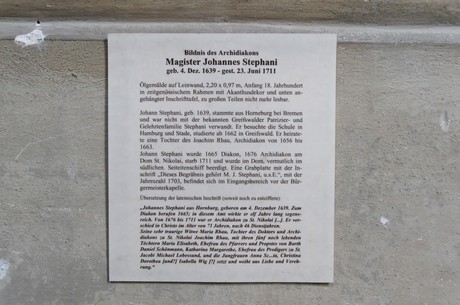 Bildnis des Archidiakons
Magister Johannes Stephani
geb. 4. Dez. 1639 - gest. 23. Juni 1711
Ölgemälde auf Leinwand, 2,20 x 0,97 m, Anfang 18. Jahrhundert
in zeitgenössischem Rahmen mit Akanthusdekor und unten an-
gehängter Inschrifttafel, zu großen Teilen nicht mehr lesbar.
Johann Stephani, geb. 1639, stammte aus Horneburg bei Bremen
und war nicht mit der bekannten Greifswalder Patrizier- und
Gelehrtenfamilie Stephani verwandt. Er besuchte die Schule in
Hamburg und Stade, studierte ab 1662 in Greifswald. Er heirate-
te eine Tochter des Joachim Rhau, Archidiakon von 1656 bis
1663.
Johann Stephani wurde 1665 Diakon, 1676 Archidiakon am
Dom St. Nikolai, starb 1711 und wurde im Dom, vermutlich im
südlichen Seitenschiff beerdigt. Eine Grabplatte mit der In-
schrift „Dieses Begräbnis gehört M. J. Stephani, u.s.E.“, mit der
Jahreszahl 1703, befindet sich im Eingangsbereich vor der Bür-
germeisterkapelle.
Übersetzung der lateinischen Inschrift (soweit noch zu entziffern):
„Johannes Stephani aus Hornburg, geboren am 4. Dezember 1639. Zum
Diakon berufen 1665; in diesem Amt wirkte er elf Jahre lang segens-
reich. Von 1676 bis 1711 war er Archidiakon zu St. Nikolai [...]. Er ver-
schied in Christo im Alter von 71 Jahren, nach 46 Dienstjahren.
Seine sehr traurige Witwe Maria Rhau, Tochter des Doktors und Archi-
diakons zu St. Nikolai Joachim Rhau, mit ihren fünf noch lebenden
Töchtern Maria Elisabeth, Ehefrau des Pfarrers und Propstes von Barth
Daniel Schönemann, Katharina Margarethe, Ehefrau des Predigers zu St.
Jacobi Michael Lobessund, und die Jungfrauen Anna Sc...ia, Christina
Dorothea [und?] Isabella Wig [?] setzt und weiht aus Liebe und Vereh-
rung.“